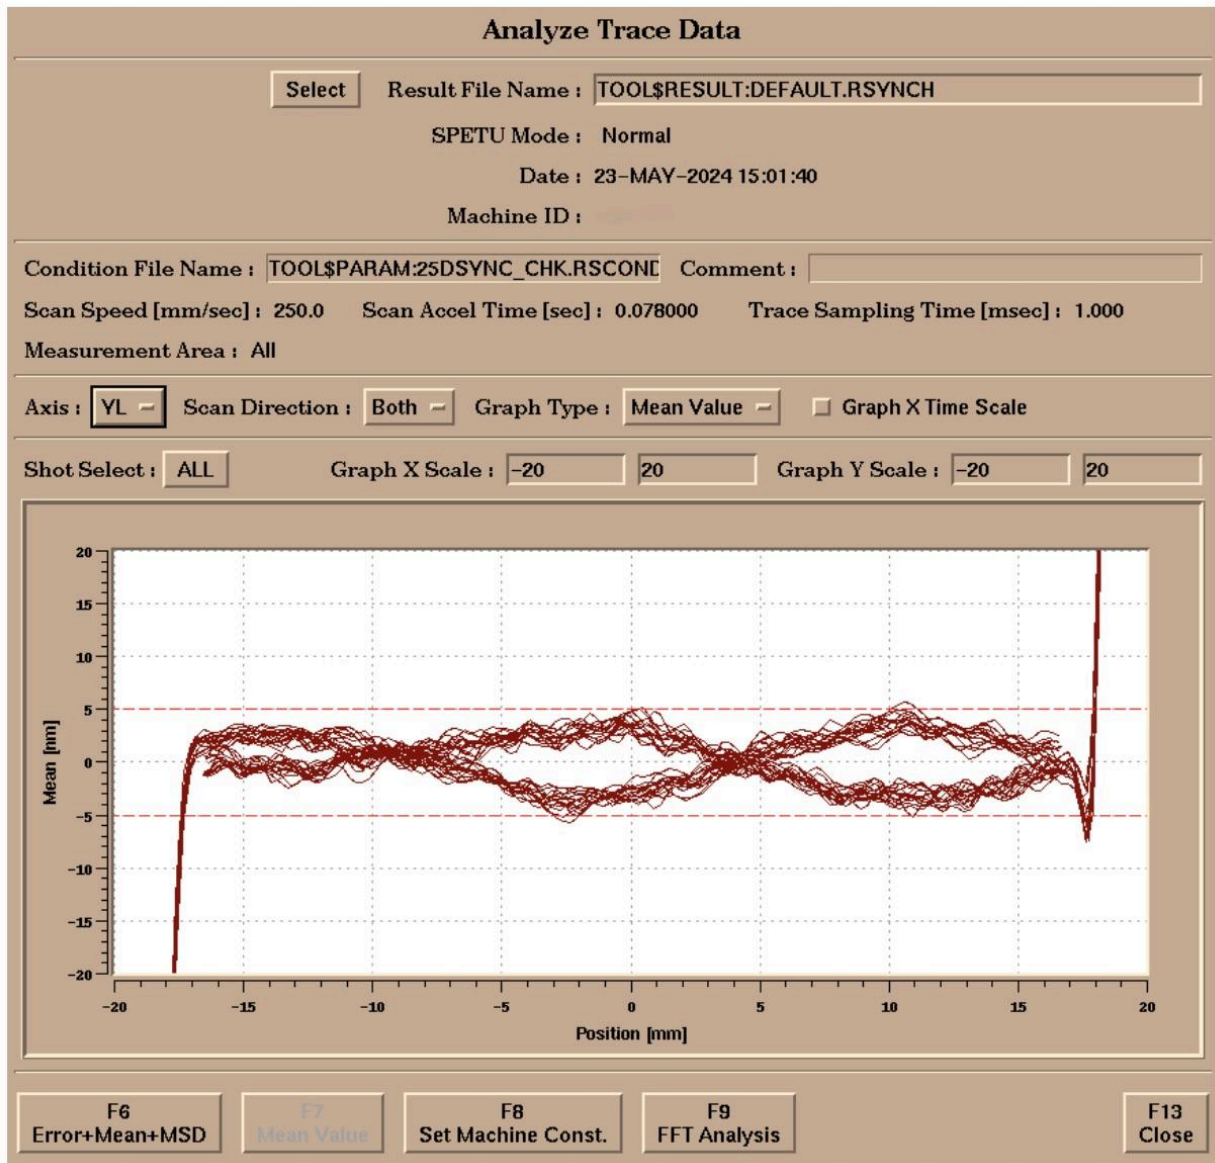 Analyze Trace Data
Select Result File Name : TOOL$RESULT:DEFAULT.RSYNCH
SPETU Mode : Normal
Date : 23-MAY-2024 15:01:40
Machine ID :
Condition File Name : TOOL$PARAM:25DSYNC_CHK.RSCOND Comment :
Scan Speed [mm/sec] : 250.0 Scan Accel Time [sec] : 0.078000 Trace Sampling Time [msec] : 1.000
Measurement Area : All
Axis : YL Scan Direction : Both Graph Type : Mean Value Graph X Time Scale
Shot Select : ALL Graph X Scale : -20 20 Graph Y Scale : -20 20
20
15
10
5
0
-5
-10
-15
-20
Mean [nm]
-20 -15 -10 -5 0 5 10 15 20
Position [mm]
F6 F7 F8 F9 F13
Error+Mean+MSD Mean Value Set Machine Const. FFT Analysis Close